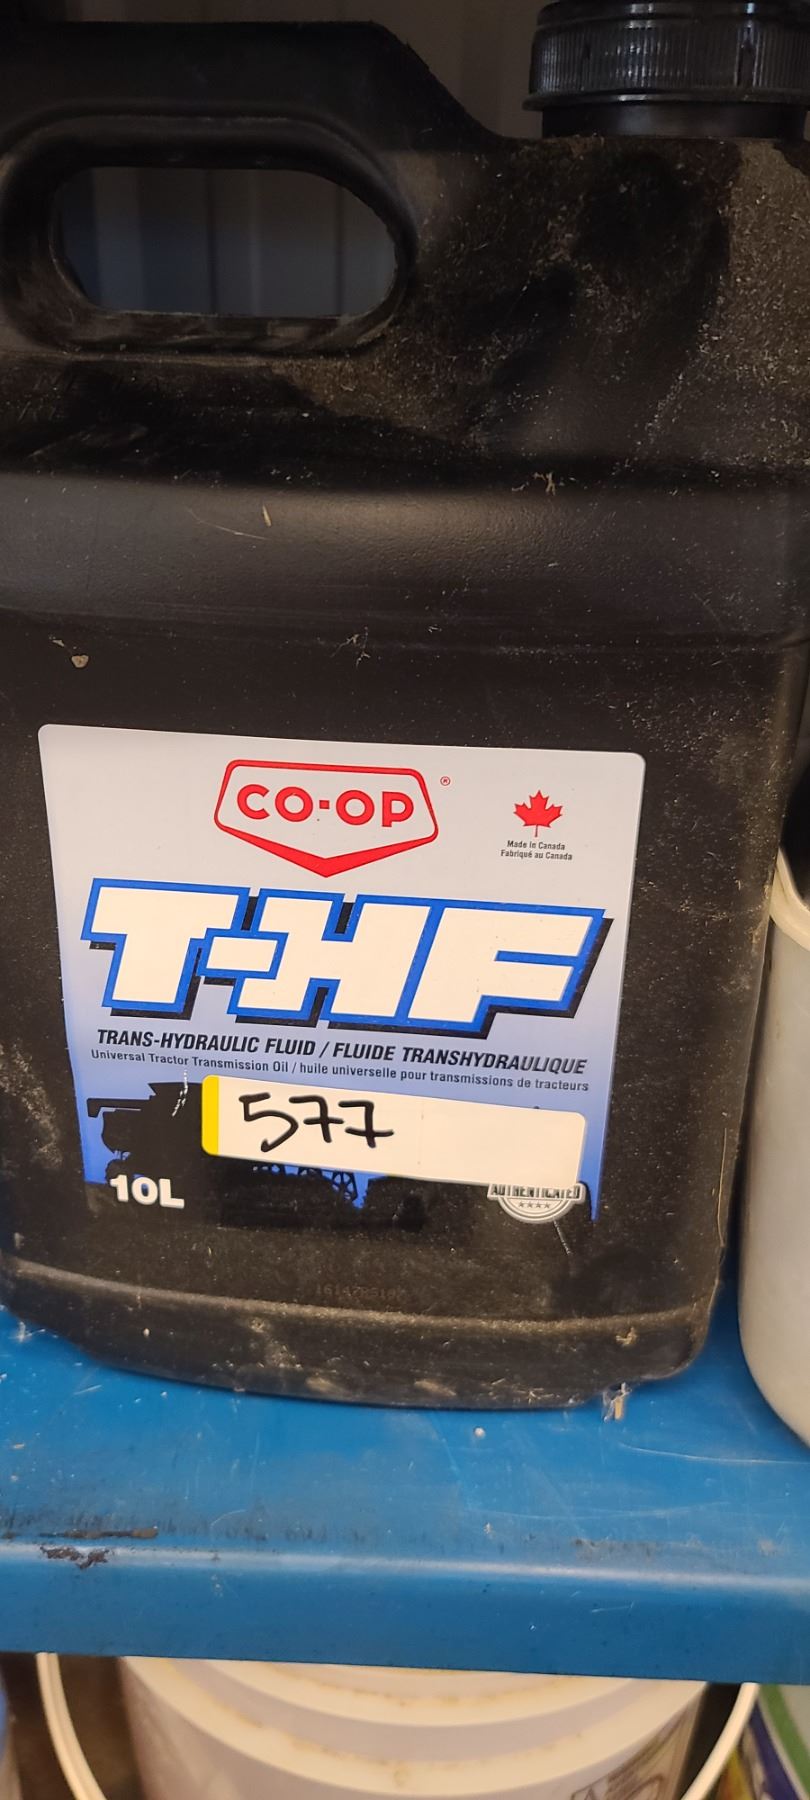 CO-OP®
Made in Canada
Fabriqué au Canada
T-HF
TRANS-HYDRAULIC FLUID / FLUIDE TRANSHYDRAULIQUE
Universal Tractor Transmission Oil / huile universelle pour transmissions de tracteurs
577
10L
AUTHENTICATED